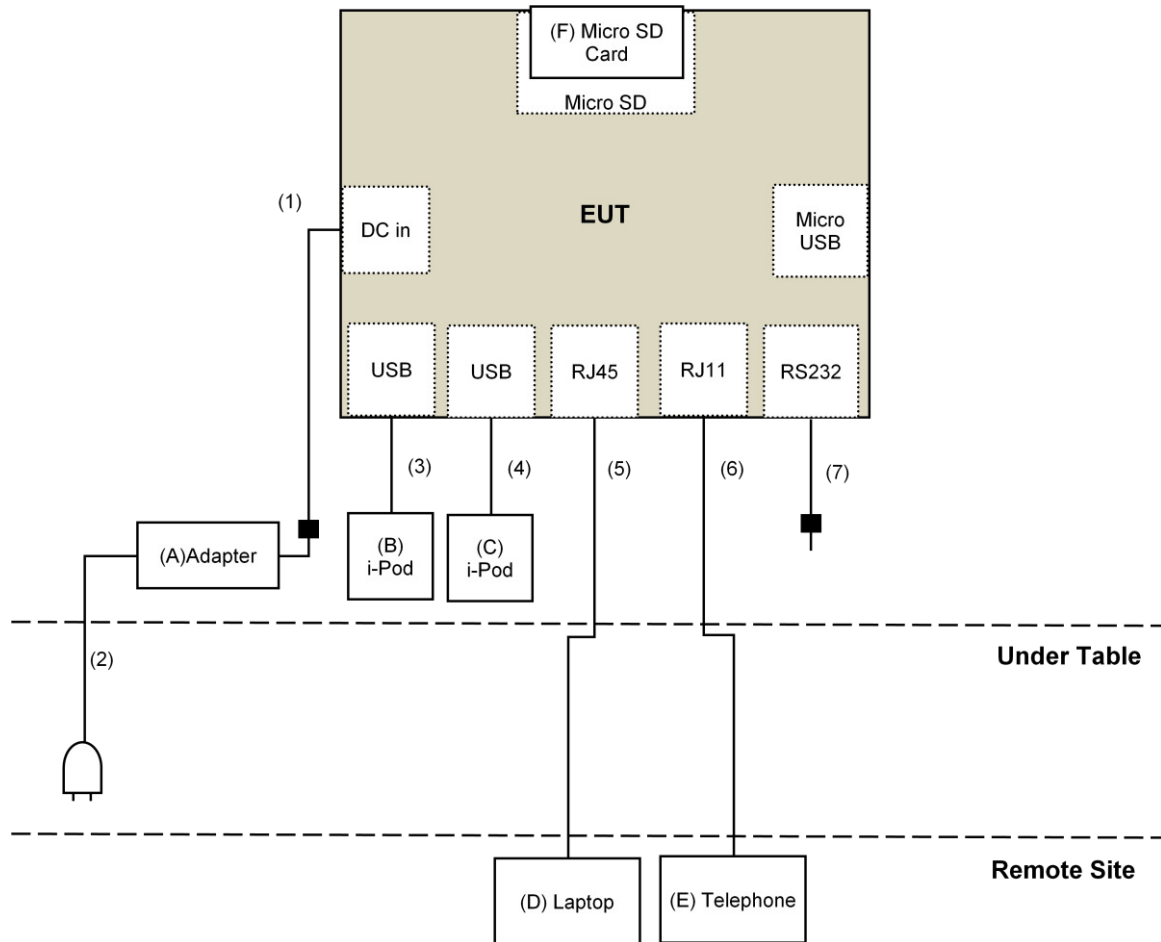 (F) Micro SD
Card
Micro SD
(1)
DC in
EUT
Micro
USB
USB
USB
RJ45
RJ11
RS232
(3)
(4)
(5)
(6)
(7)
(A)Adapter
(B)
i-Pod
(C)
i-Pod
(2)
Under Table
Remote Site
(D) Laptop
(E) Telephone